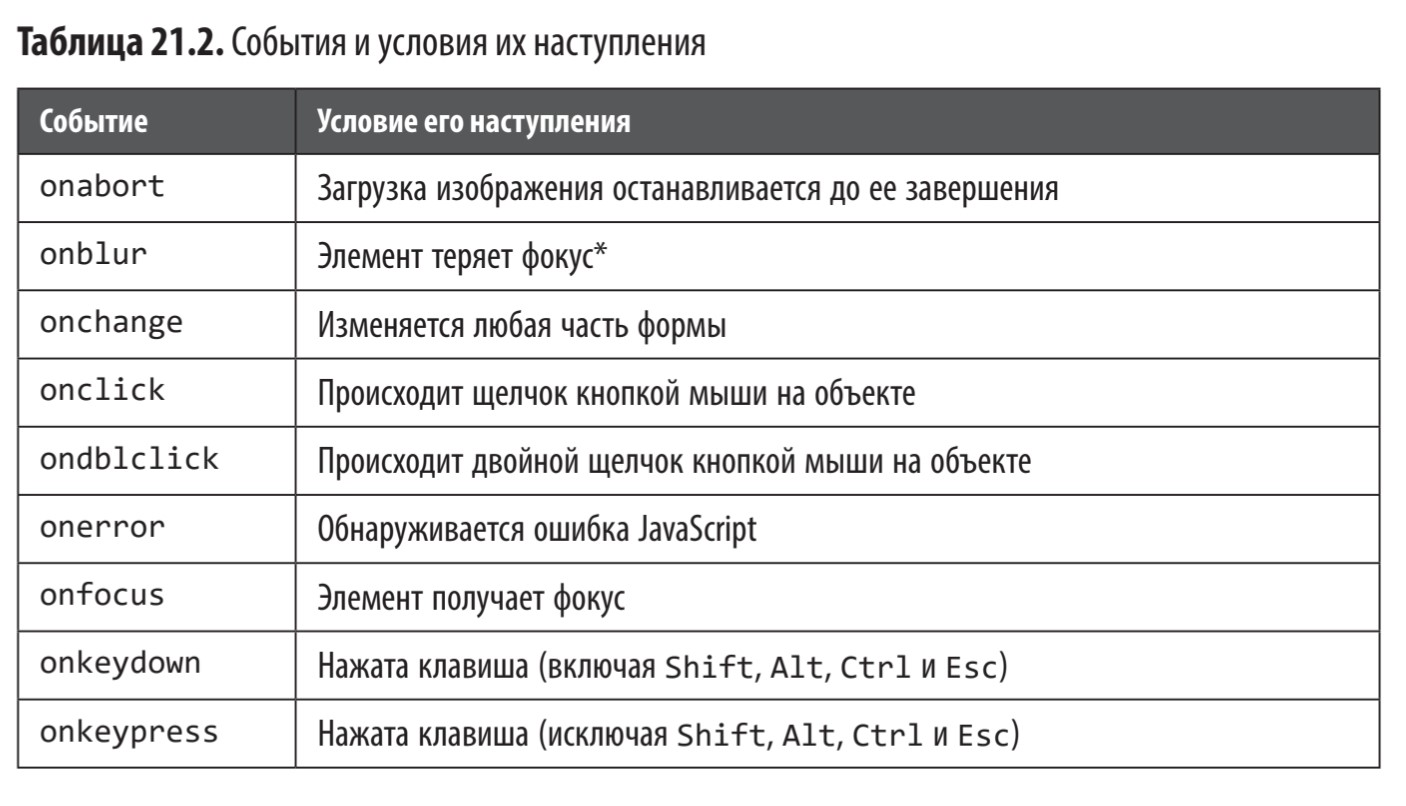 Таблица 21.2. События и условия их наступления
Событие Условие его наступления
onabort Загрузка изображения останавливается до ее завершения
onblur Элемент теряет фокус*
onchange Изменяется любая часть формы
onclick Происходит щелчок кнопкой мыши на объекте
ondblclick Происходит двойной щелчок кнопкой мыши на объекте
onerror Обнаруживается ошибка JavaScript
onfocus Элемент получает фокус
onkeydown Нажата клавиша (включая Shift, Alt, Ctrl и Esc)
onkeypress Нажата клавиша (исключая Shift, Alt, Ctrl и Esc)